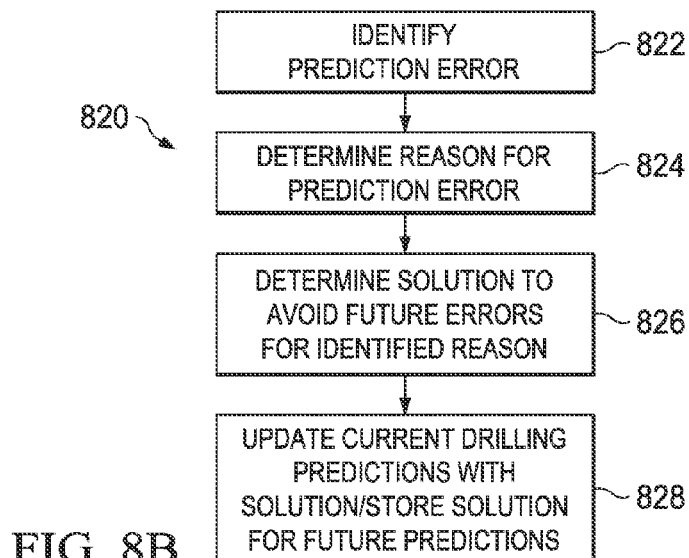 IDENTIFY
PREDICTION ERROR
822
820
DETERMINE REASON FOR
PREDICTION ERROR
824
DETERMINE SOLUTION TO
AVOID FUTURE ERRORS
FOR IDENTIFIED REASON
826
UPDATE CURRENT DRILLING
PREDICTIONS WITH
SOLUTION/STORE SOLUTION
FOR FUTURE PREDICTIONS
828
FIG. 8B